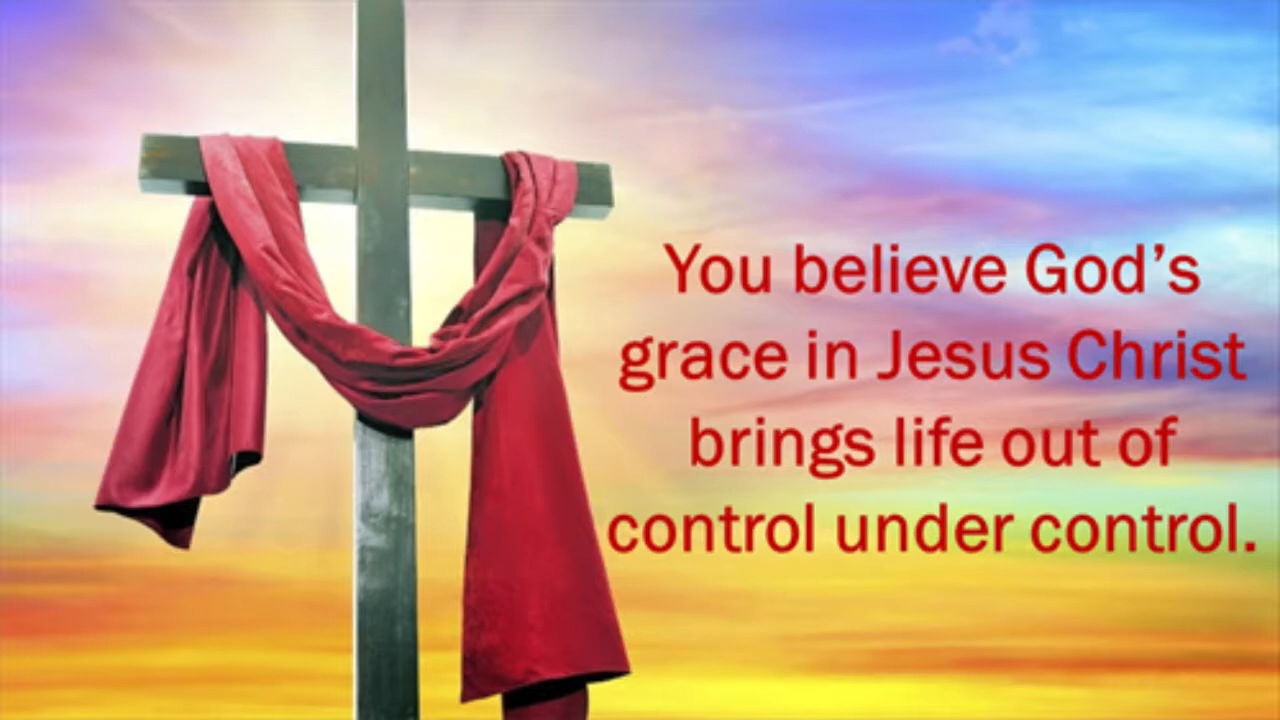 You believe God’s
grace in Jesus Christ
brings life out of
control under control.